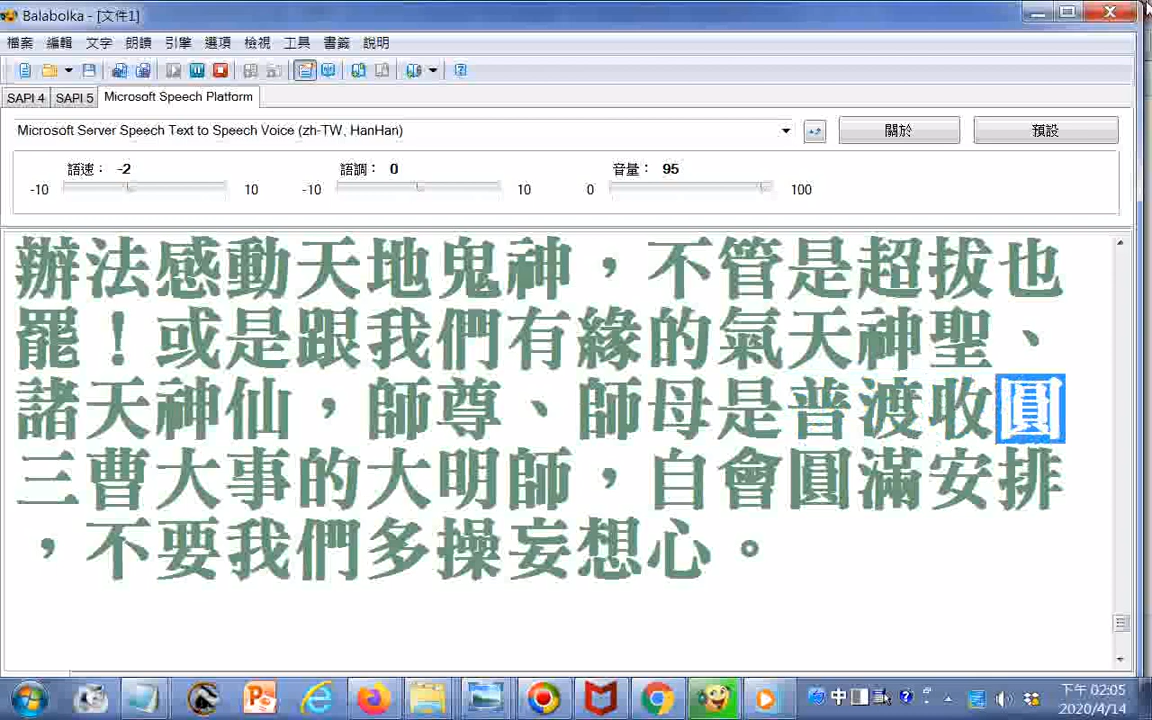 Balabolka - [文件1]
檔案 編輯 文字 朗讀 引擎 選項 檢視 工具 書籤 說明
SAPI 4 SAPI 5 Microsoft Speech Platform
Microsoft Server Speech Text to Speech Voice (zh-TW, HanHan) 關於 預設
語速： -2 語調： 0 音量： 95
-10 10 -10 10 0 100
辦法感動天地鬼神，不管是超拔也
罷！或是跟我們有緣的氣天神聖、
諸天神仙，師尊、師母是普渡收圓
三曹大事的大明師，自會圓滿安排
，不要我們多操妄想心。
中
下午 02:05
2020/4/14